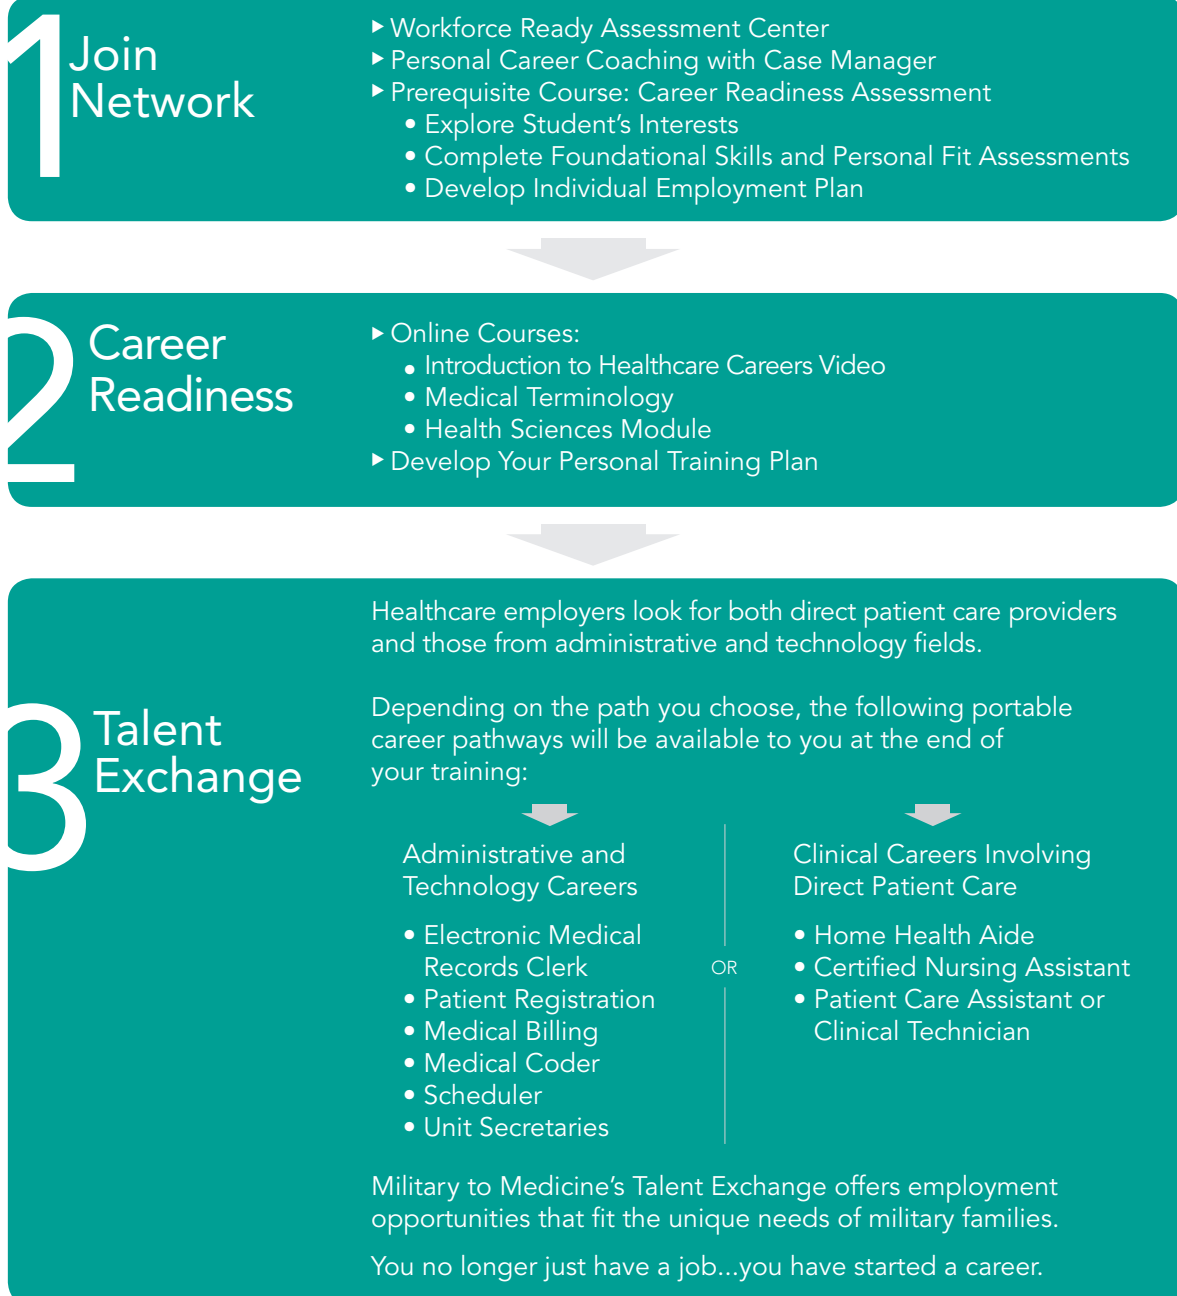 1
Join
Network
▶ Workforce Ready Assessment Center
▶ Personal Career Coaching with Case Manager
▶ Prerequisite Course: Career Readiness Assessment
• Explore Student’s Interests
• Complete Foundational Skills and Personal Fit Assessments
• Develop Individual Employment Plan
2
Career
Readiness
▶ Online Courses:
• Introduction to Healthcare Careers Video
• Medical Terminology
• Health Sciences Module
▶ Develop Your Personal Training Plan
3
Talent
Exchange
Healthcare employers look for both direct patient care providers
and those from administrative and technology fields.
Depending on the path you choose, the following portable
career pathways will be available to you at the end of
your training:
Administrative and
Technology Careers
• Electronic Medical
Records Clerk
• Patient Registration
• Medical Billing
• Medical Coder
• Scheduler
• Unit Secretaries
OR
Clinical Careers Involving
Direct Patient Care
• Home Health Aide
• Certified Nursing Assistant
• Patient Care Assistant or
Clinical Technician
Military to Medicine’s Talent Exchange offers employment
opportunities that fit the unique needs of military families.
You no longer just have a job...you have started a career.